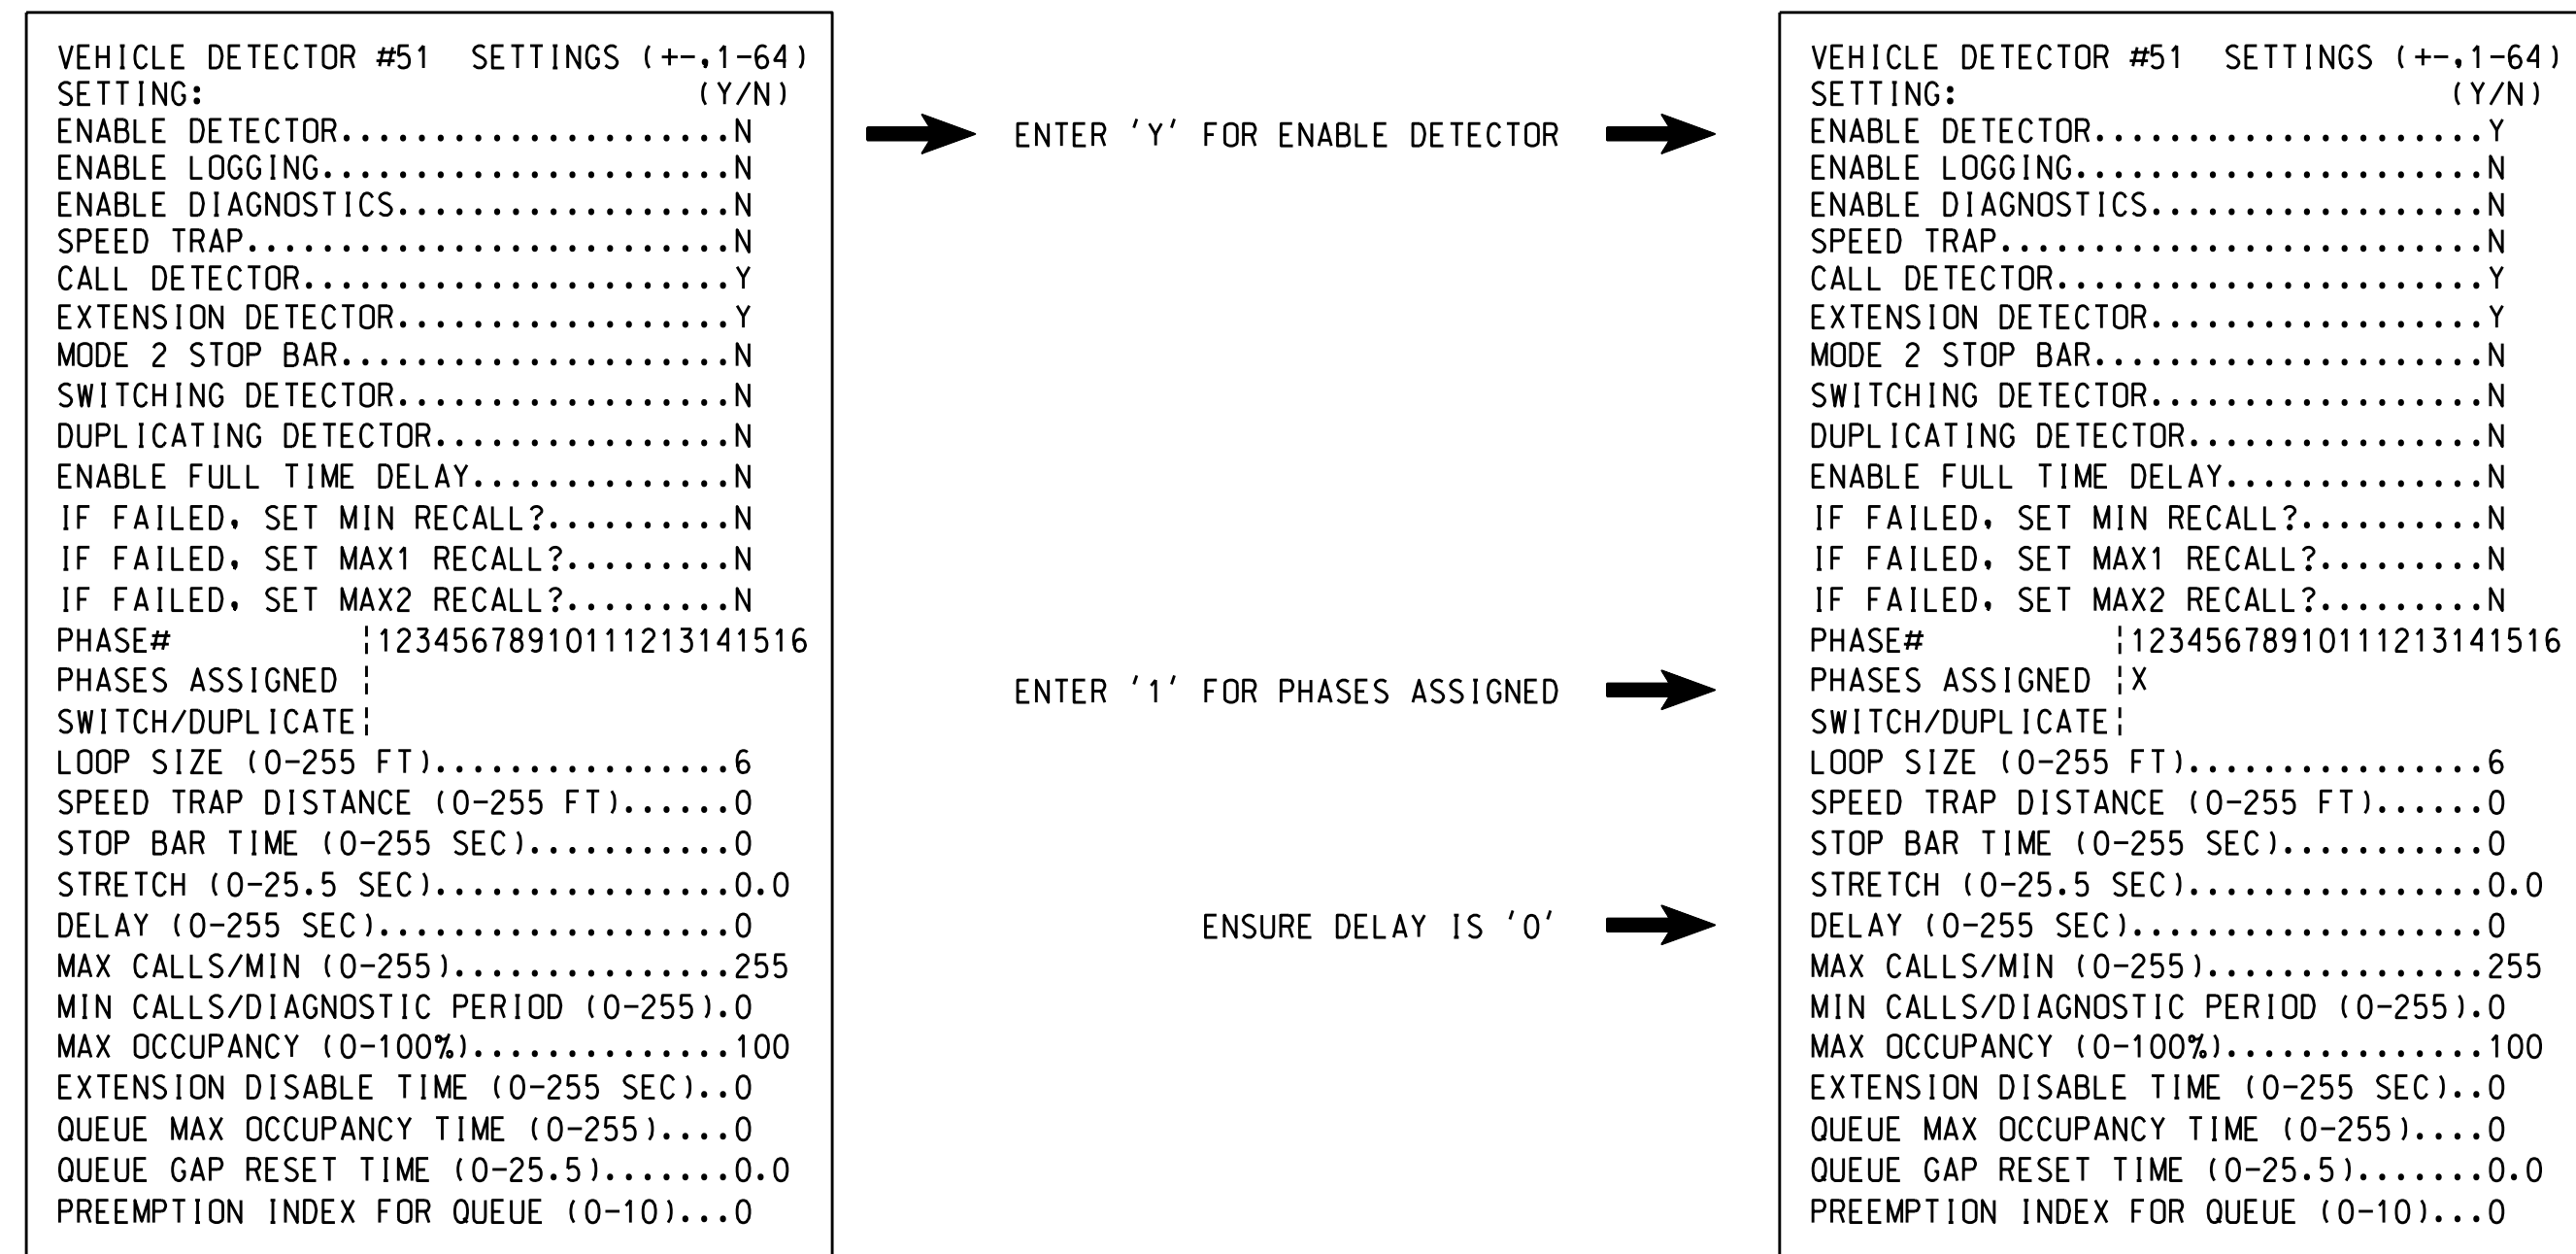 VEHICLE DETECTOR #51 SETTINGS (+-,1-64)
SETTING: (Y/N)
ENABLE DETECTOR.....................N
ENABLE LOGGING......................N
ENABLE DIAGNOSTICS..................N
SPEED TRAP..........................N
CALL DETECTOR.......................Y
EXTENSION DETECTOR..................Y
MODE 2 STOP BAR.....................N
SWITCHING DETECTOR..................N
DUPLICATING DETECTOR................N
ENABLE FULL TIME DELAY..............N
IF FAILED, SET MIN RECALL?..........N
IF FAILED, SET MAX1 RECALL?.........N
IF FAILED, SET MAX2 RECALL?.........N
PHASE# |12345678910111213141516
PHASES ASSIGNED |
SWITCH/DUPLICATE|
LOOP SIZE (0-255 FT)................6
SPEED TRAP DISTANCE (0-255 FT)......0
STOP BAR TIME (0-255 SEC)...........0
STRETCH (0-25.5 SEC)................0.0
DELAY (0-255 SEC)...................0
MAX CALLS/MIN (0-255)...............255
MIN CALLS/DIAGNOSTIC PERIOD (0-255).0
MAX OCCUPANCY (0-100%)..............100
EXTENSION DISABLE TIME (0-255 SEC)..0
QUEUE MAX OCCUPANCY TIME (0-255)....0
QUEUE GAP RESET TIME (0-25.5).......0.0
PREEMPTION INDEX FOR QUEUE (0-10)...0
ENTER 'Y' FOR ENABLE DETECTOR
ENTER '1' FOR PHASES ASSIGNED
ENSURE DELAY IS '0'
VEHICLE DETECTOR #51 SETTINGS (+-,1-64)
SETTING: (Y/N)
ENABLE DETECTOR.....................Y
ENABLE LOGGING......................N
ENABLE DIAGNOSTICS..................N
SPEED TRAP..........................N
CALL DETECTOR.......................Y
EXTENSION DETECTOR..................Y
MODE 2 STOP BAR.....................N
SWITCHING DETECTOR..................N
DUPLICATING DETECTOR................N
ENABLE FULL TIME DELAY..............N
IF FAILED, SET MIN RECALL?..........N
IF FAILED, SET MAX1 RECALL?.........N
IF FAILED, SET MAX2 RECALL?.........N
PHASE# |12345678910111213141516
PHASES ASSIGNED |X
SWITCH/DUPLICATE|
LOOP SIZE (0-255 FT)................6
SPEED TRAP DISTANCE (0-255 FT)......0
STOP BAR TIME (0-255 SEC)...........0
STRETCH (0-25.5 SEC)................0.0
DELAY (0-255 SEC)...................0
MAX CALLS/MIN (0-255)...............255
MIN CALLS/DIAGNOSTIC PERIOD (0-255).0
MAX OCCUPANCY (0-100%)..............100
EXTENSION DISABLE TIME (0-255 SEC)..0
QUEUE MAX OCCUPANCY TIME (0-255)....0
QUEUE GAP RESET TIME (0-25.5).......0.0
PREEMPTION INDEX FOR QUEUE (0-10)...0